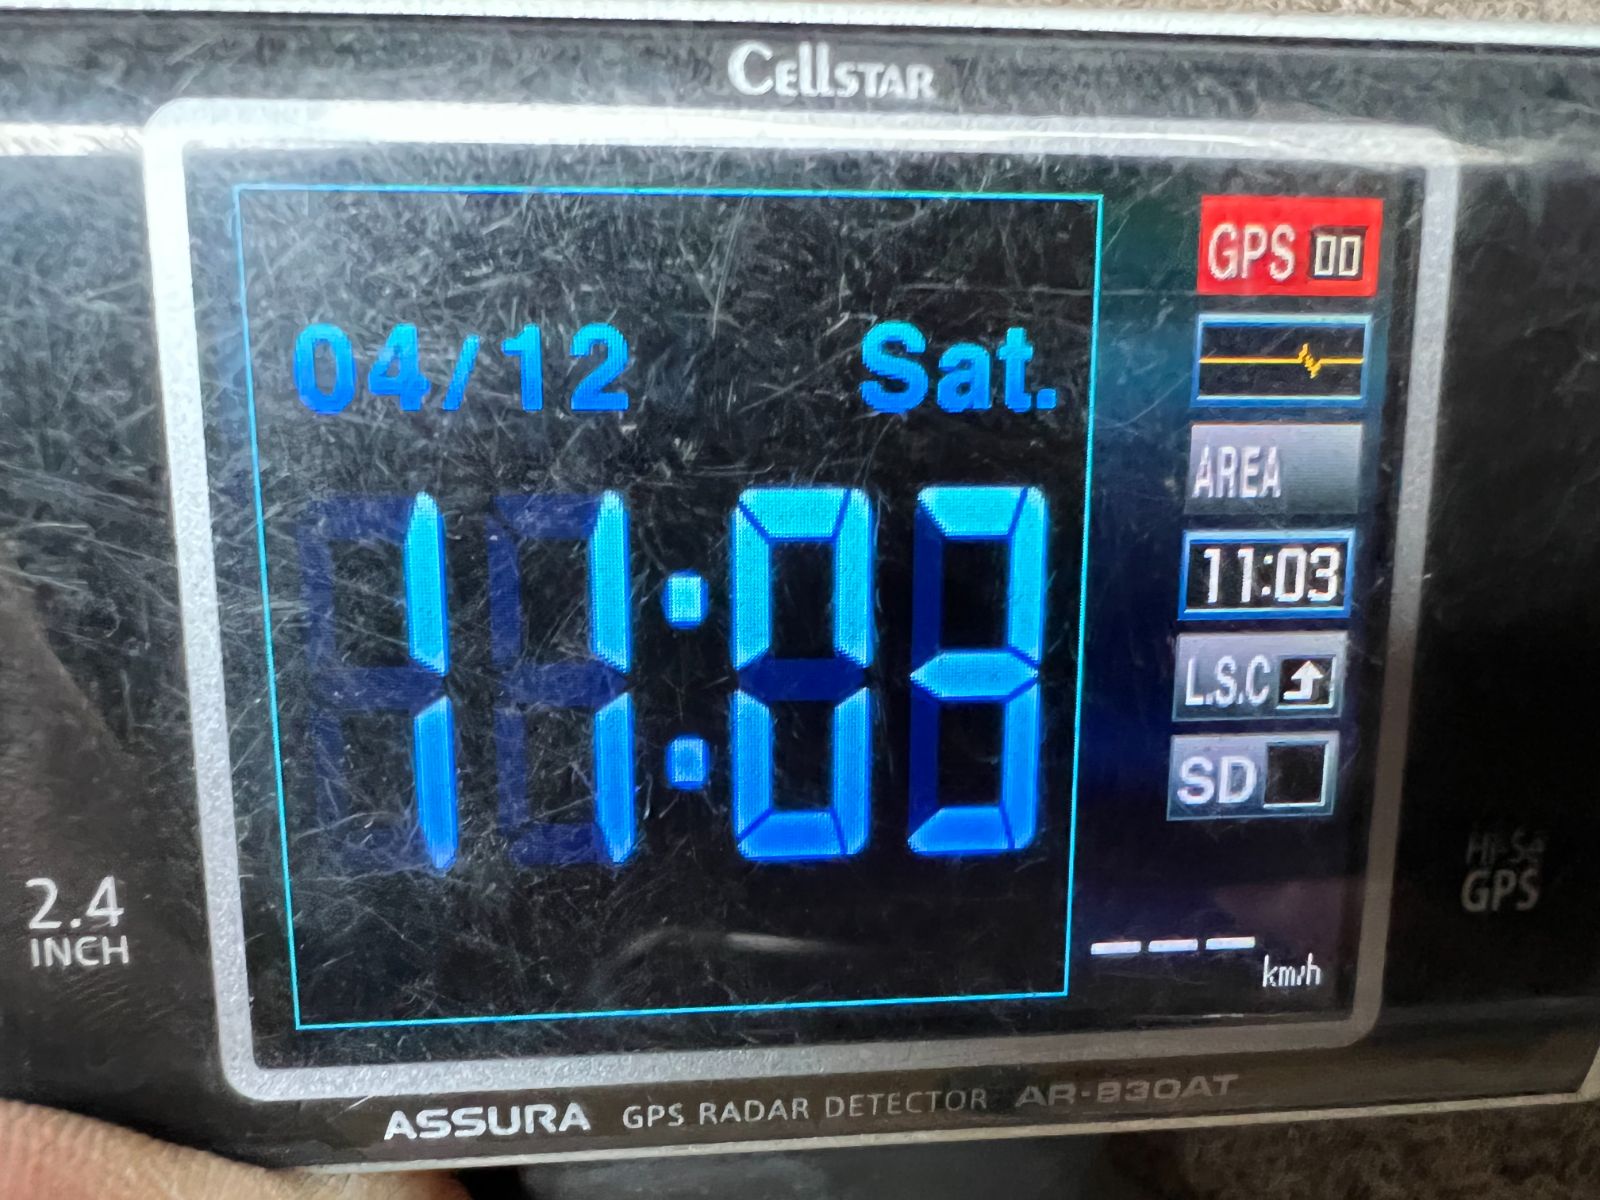 CELLSTAR
GPS 00
04/12 Sat.
AREA
11:03
11:03
L.S.C
SD
2.4
INCH
GPS
km/h
ASSURA GPS RADAR DETECTOR AR-830AT